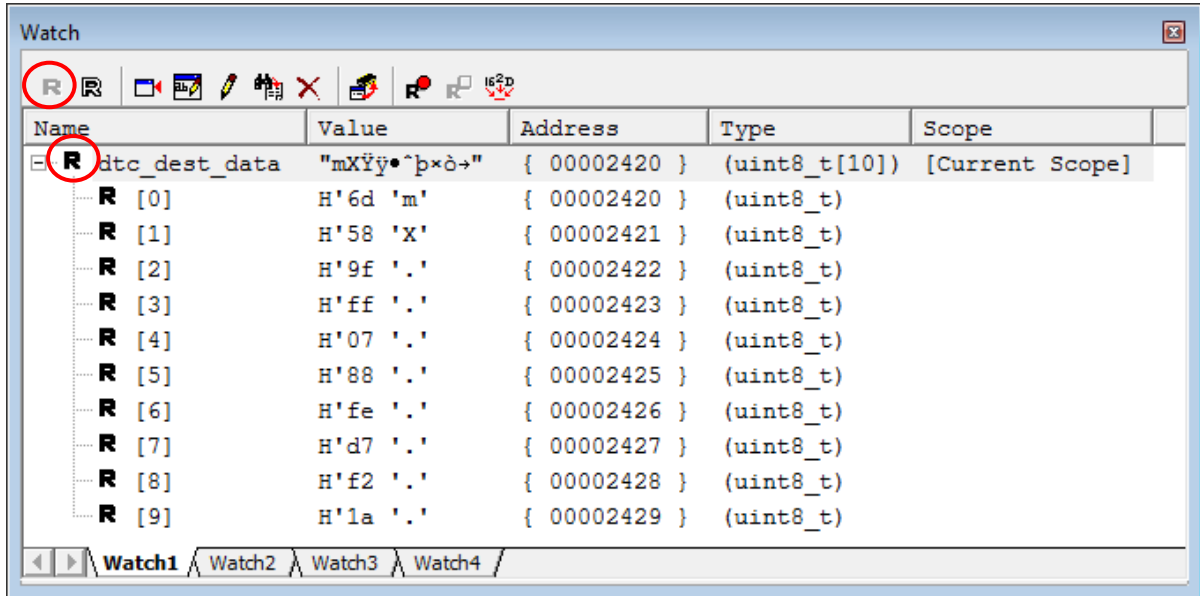 Watch
R R R R 16 2 D
Name Value Address Type Scope
R dtc_dest_data "mXŸÿ•ˆþ×ò→" { 00002420 } (uint8_t[10]) [Current Scope]
R [0] H'6d 'm' { 00002420 } (uint8_t)
R [1] H'58 'X' { 00002421 } (uint8_t)
R [2] H'9f '.' { 00002422 } (uint8_t)
R [3] H'ff '.' { 00002423 } (uint8_t)
R [4] H'07 '.' { 00002424 } (uint8_t)
R [5] H'88 '.' { 00002425 } (uint8_t)
R [6] H'fe '.' { 00002426 } (uint8_t)
R [7] H'd7 '.' { 00002427 } (uint8_t)
R [8] H'f2 '.' { 00002428 } (uint8_t)
R [9] H'1a '.' { 00002429 } (uint8_t)
Watch1 Watch2 Watch3 Watch4